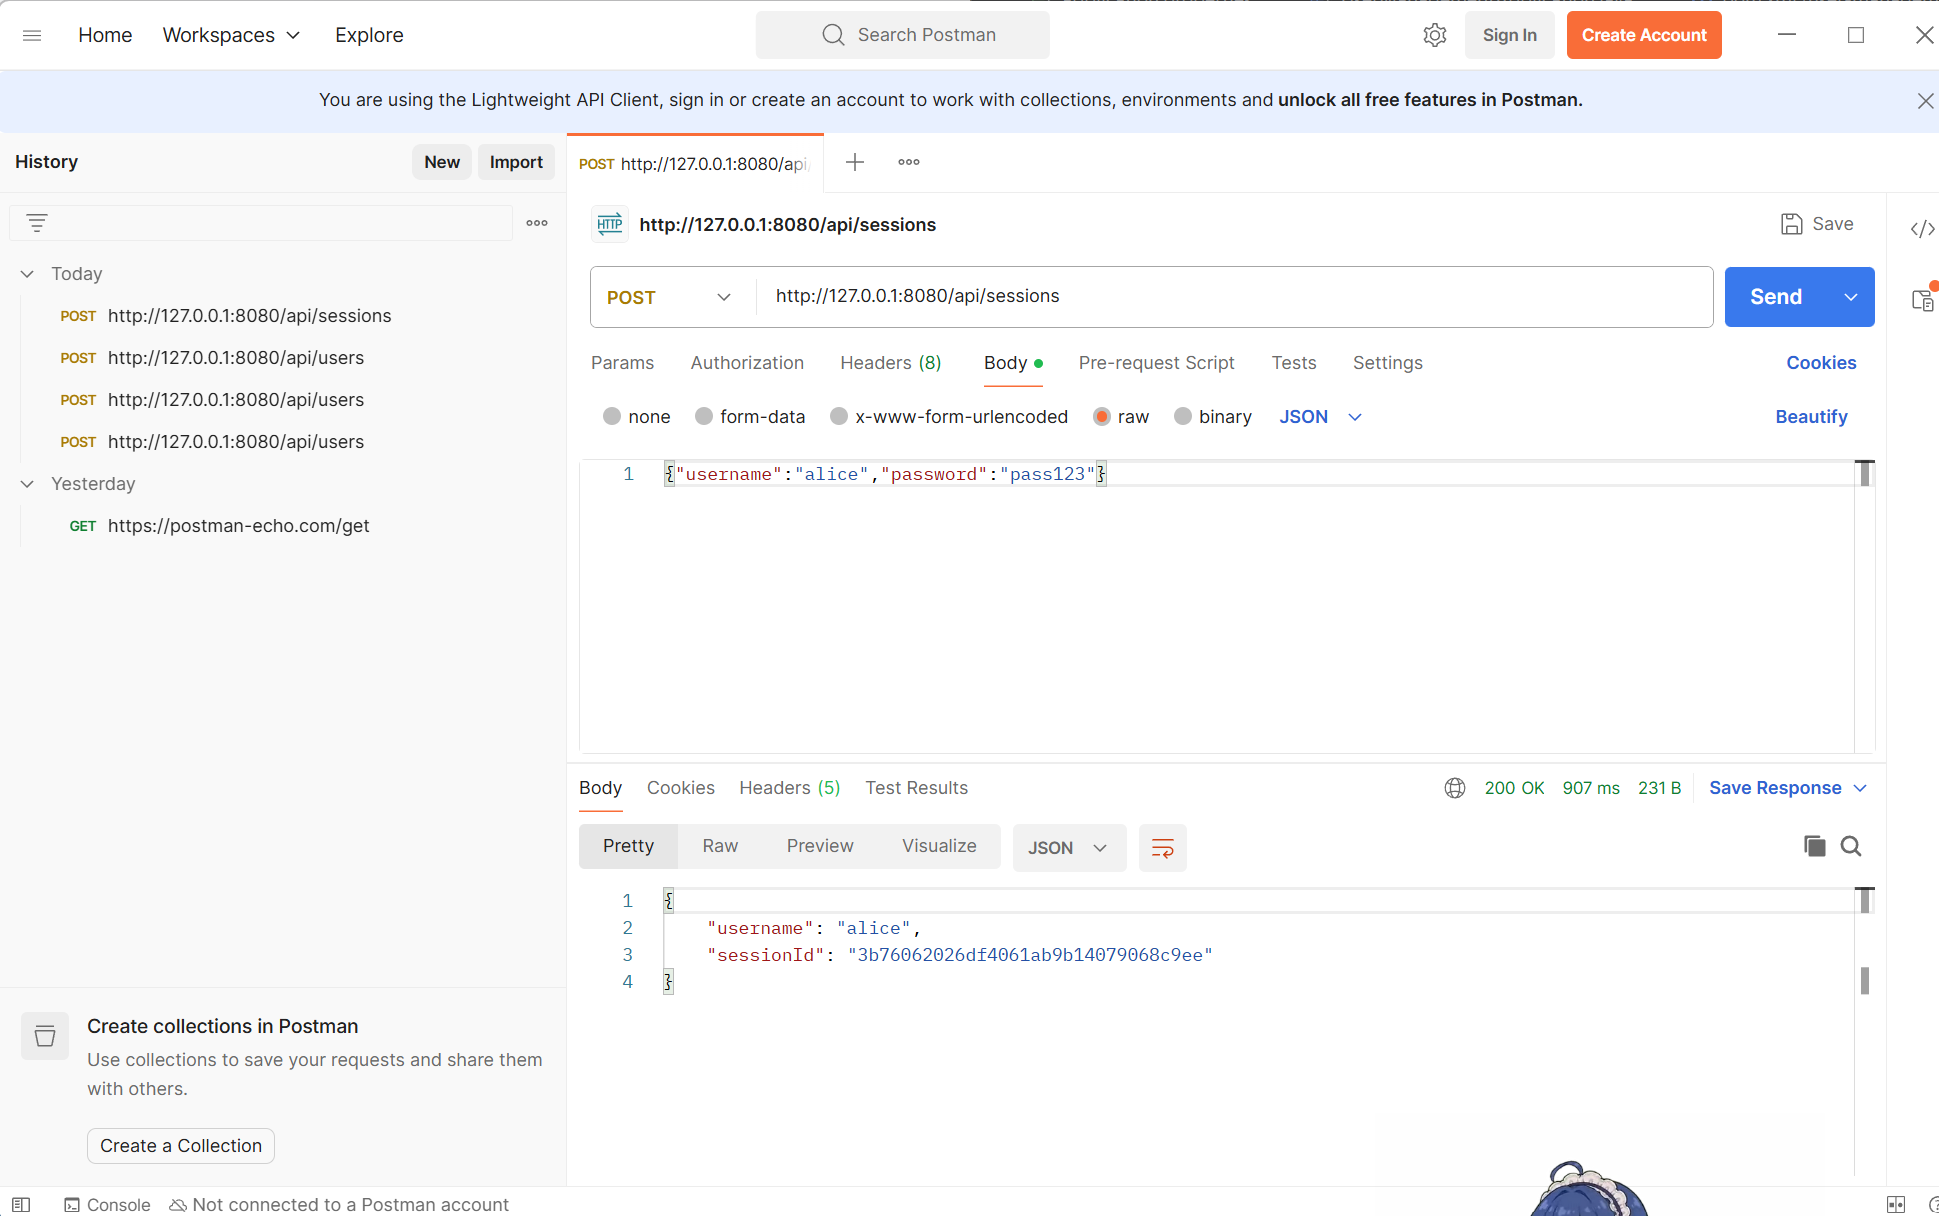 Home Workspaces Explore Search Postman Sign In Create Account
You are using the Lightweight API Client, sign in or create an account to work with collections, environments and unlock all free features in Postman.
History New Import
POST http://127.0.0.1:8080/api/
HTTP http://127.0.0.1:8080/api/sessions Save
Today
POST http://127.0.0.1:8080/api/sessions
POST http://127.0.0.1:8080/api/users
POST http://127.0.0.1:8080/api/users
POST http://127.0.0.1:8080/api/users
Yesterday
GET https://postman-echo.com/get
POST http://127.0.0.1:8080/api/sessions Send
Params Authorization Headers (8) Body Pre-request Script Tests Settings Cookies
none form-data x-www-form-urlencoded raw binary JSON Beautify
1 {"username":"alice","password":"pass123"}
Body Cookies Headers (5) Test Results 200 OK 907 ms 231 B Save Response
Pretty Raw Preview Visualize JSON
1 {
2 "username": "alice",
3 "sessionId": "3b76062026df4061ab9b14079068c9ee"
4 }
Create collections in Postman
Use collections to save your requests and share them
with others.
Create a Collection
Console Not connected to a Postman account